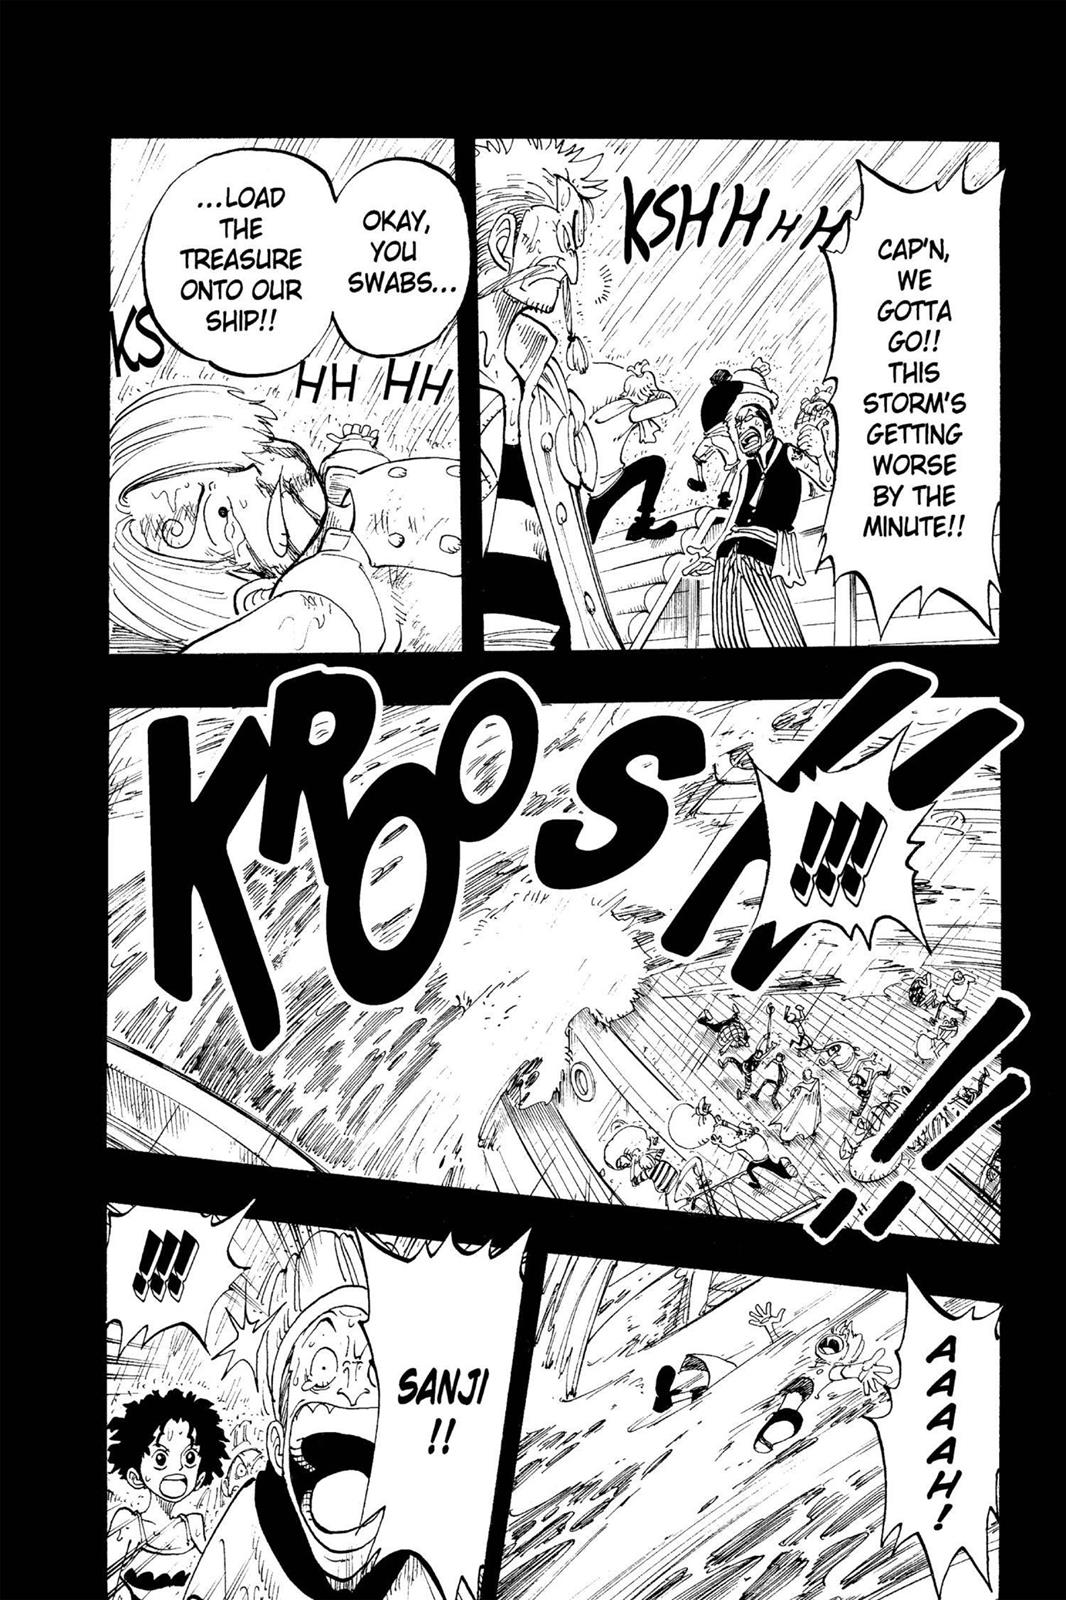 CAP'N,
WE
GOTTA
GO!!
THIS
STORM'S
GETTING
WORSE
BY THE
MINUTE!!
KSHHHH
OKAY,
YOU
SWABS...
...LOAD
THE
TREASURE
ONTO OUR
SHIP!!
KS
HH HH
KROOSH!!
!!!
!!
AAAAH!
SANJI
!!
!!!